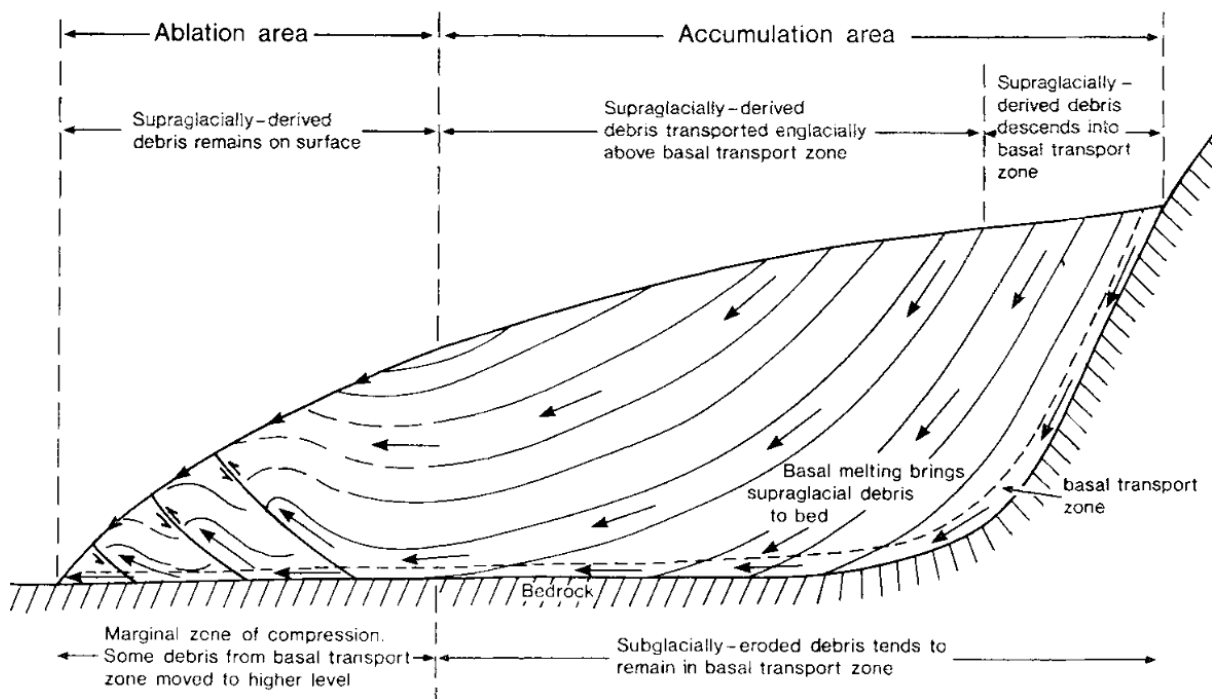 Ablation area
Accumulation area
Supraglacially-derived
debris remains on surface
Supraglacially-derived
debris transported englacially
above basal transport zone
Supraglacially-
derived debris
descends into
basal transport
zone
Basal melting brings
supraglacial debris
to bed
basal transport
zone
Bedrock
Marginal zone of compression.
Some debris from basal transport
zone moved to higher level
Subglacially-eroded debris tends to
remain in basal transport zone